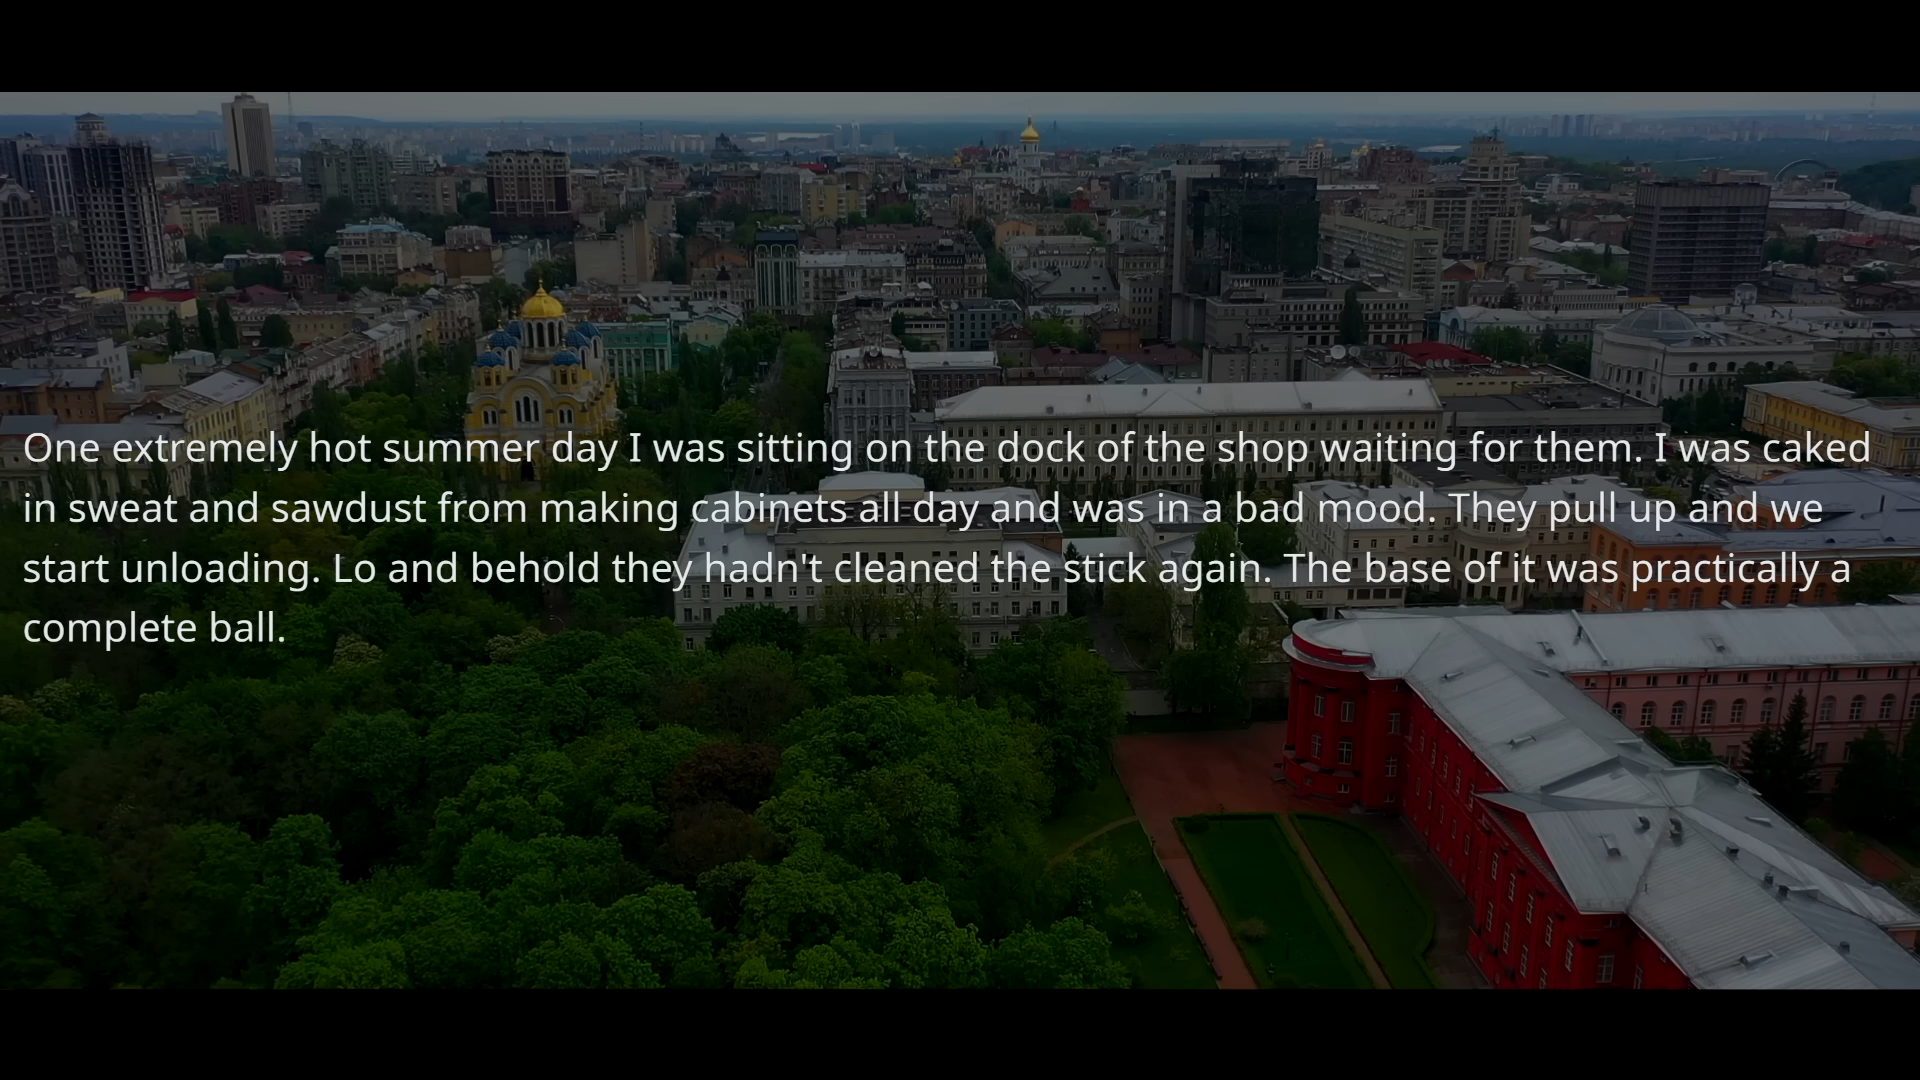 One extremely hot summer day I was sitting on the dock of the shop waiting for them. I was caked
in sweat and sawdust from making cabinets all day and was in a bad mood. They pull up and we
start unloading. Lo and behold they hadn't cleaned the stick again. The base of it was practically a
complete ball.